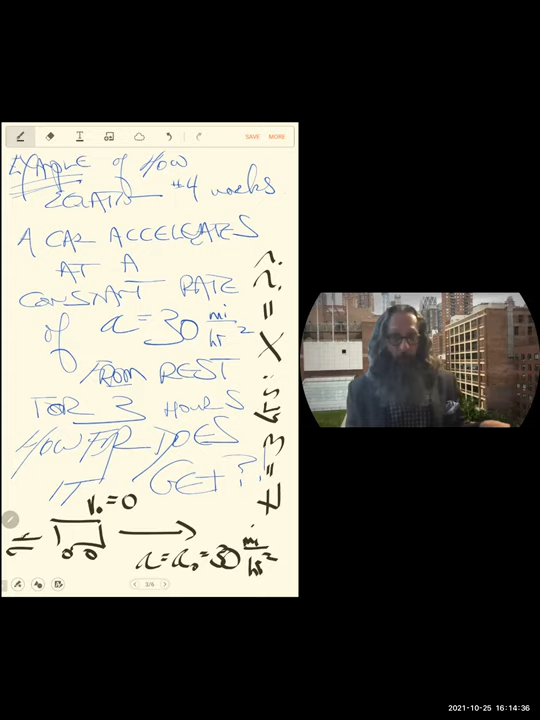 SAVE MORE
EXAMPLE of HOW
EQUATION #4 works.
A CAR ACCELERATES
AT A
CONSTANT RATE
of a = 30 mi/hr²
FROM REST
FOR 3 HOURS
HOW FAR DOES
IT GET?
t = 3 hrs: X = ??
V₀ = 0
a = a₀ = 30 mi/hr²
3/6
2021-10-25 16:14:36